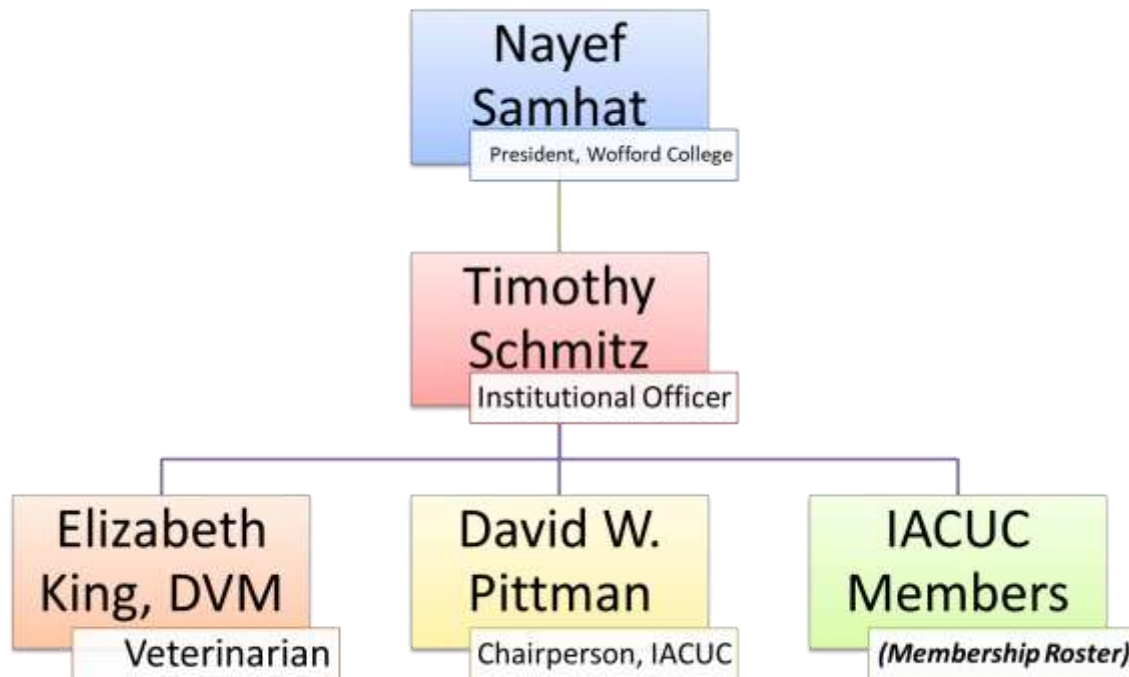 Nayef
Samhat
President, Wofford College
Timothy
Schmitz
Institutional Officer
Elizabeth
King, DVM
Veterinarian
David W.
Pittman
Chairperson, IACUC
IACUC
Members
(Membership Roster)